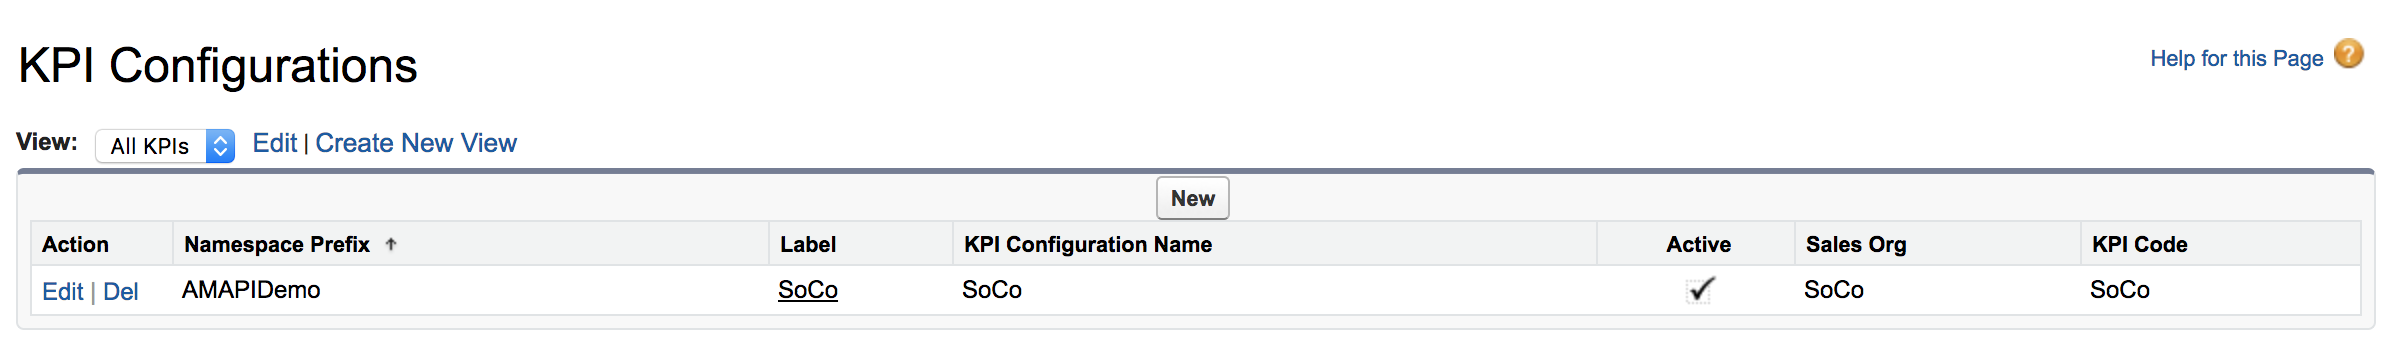 KPI Configurations
Help for this Page ?
View: All KPIs Edit | Create New View
New
Action Namespace Prefix ↑ Label KPI Configuration Name Active Sales Org KPI Code
Edit | Del AMAPIDemo SoCo SoCo ✓ SoCo SoCo